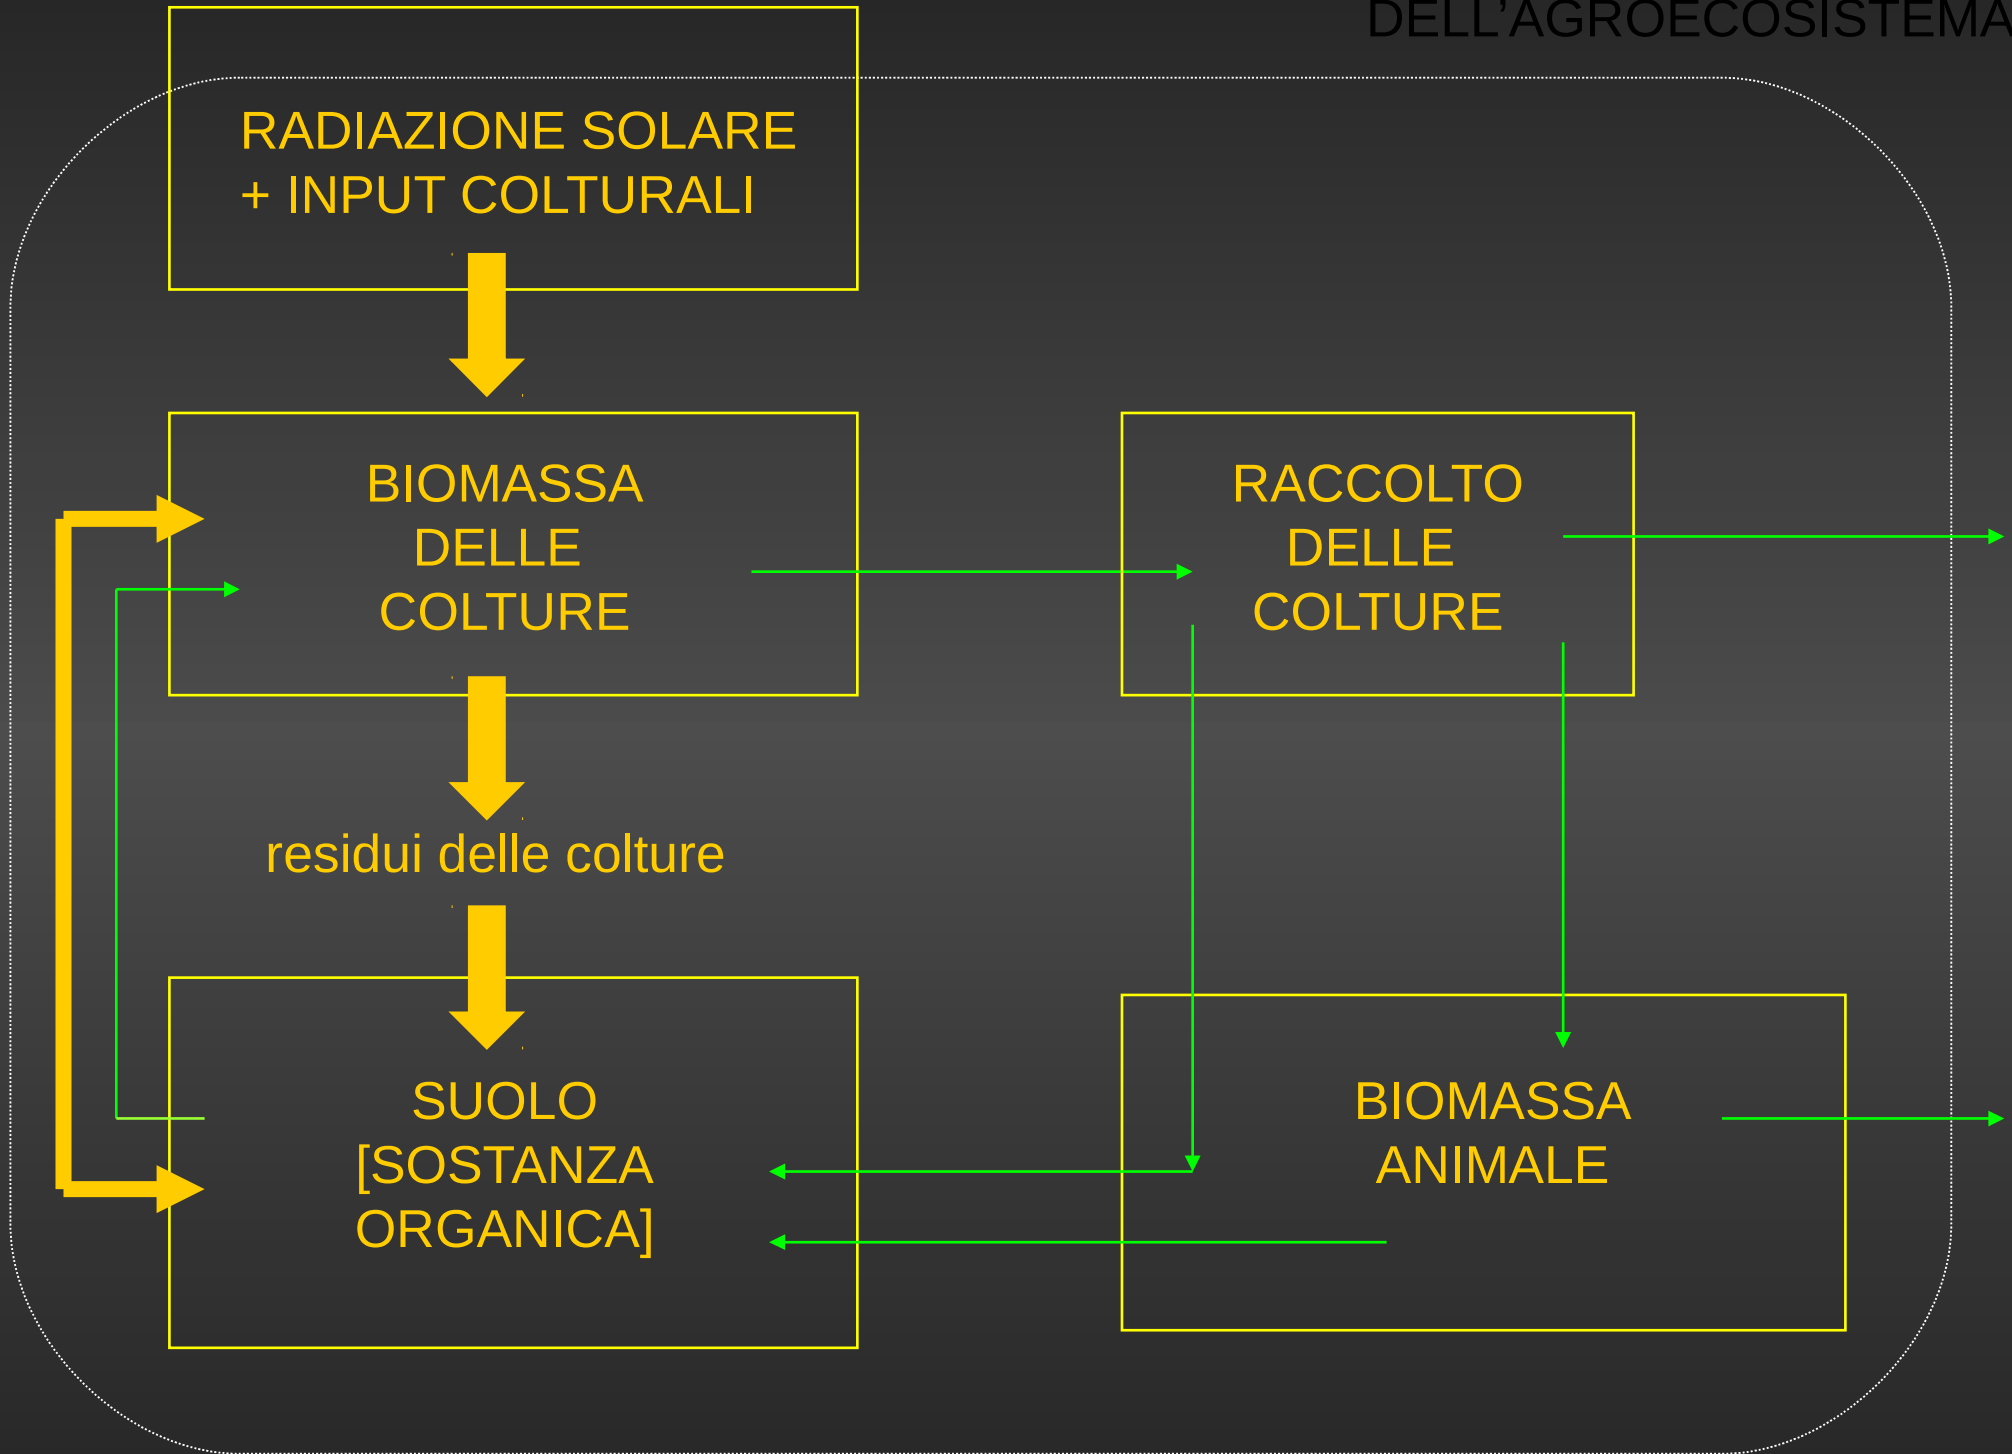 DELL’AGROECOSISTEMA
RADIAZIONE SOLARE
+ INPUT COLTURALI
BIOMASSA
DELLE
COLTURE
RACCOLTO
DELLE
COLTURE
residui delle colture
SUOLO
[SOSTANZA
ORGANICA]
BIOMASSA
ANIMALE